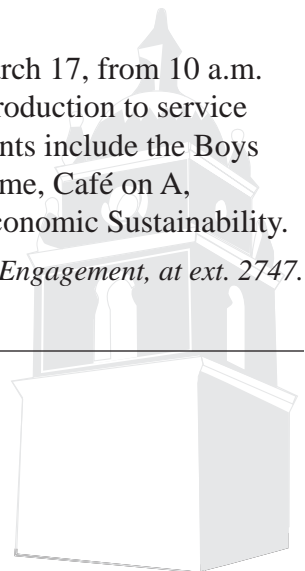 arch 17, from 10 a.m.
roduction to service
nts include the Boys
me, Café on A,
conomic Sustainability.
Engagement, at ext. 2747.